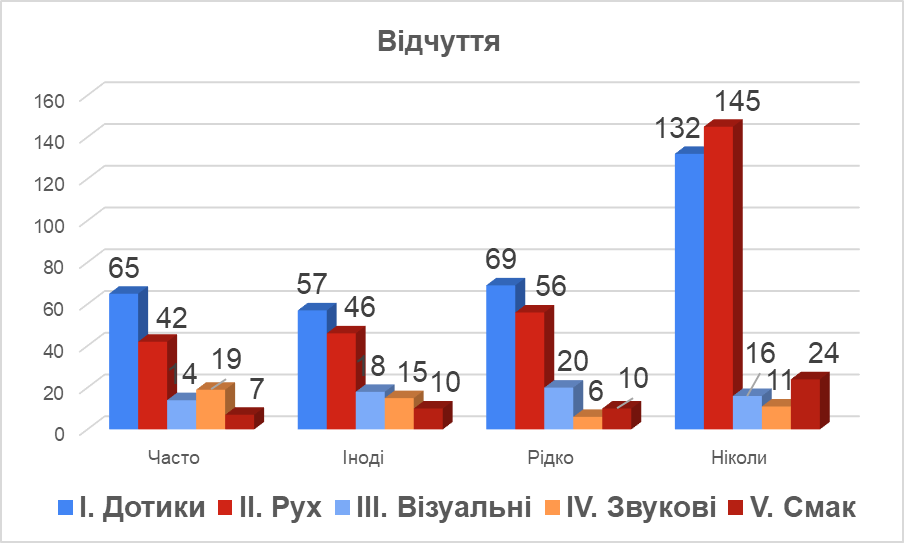 Відчуття
160
140
120
100
80
60
40
20
0
65 42 14 19 7
57 46 18 15 10
69 56 20 6 10
132 145 16 11 24
Часто Іноді Рідко Ніколи
I. Дотики II. Рух III. Візуальні IV. Звукові V. Смак